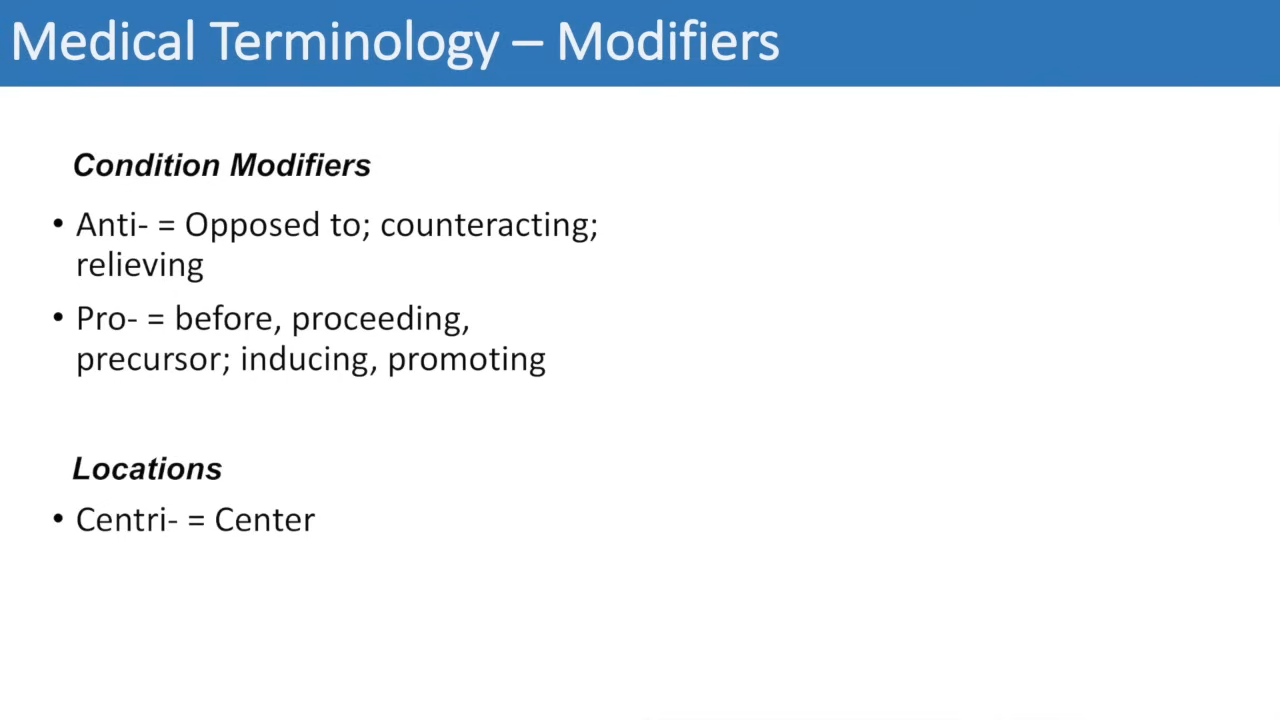 Medical Terminology – Modifiers
Condition Modifiers
• Anti- = Opposed to; counteracting;
relieving
• Pro- = before, proceeding,
precursor; inducing, promoting
Locations
• Centri- = Center